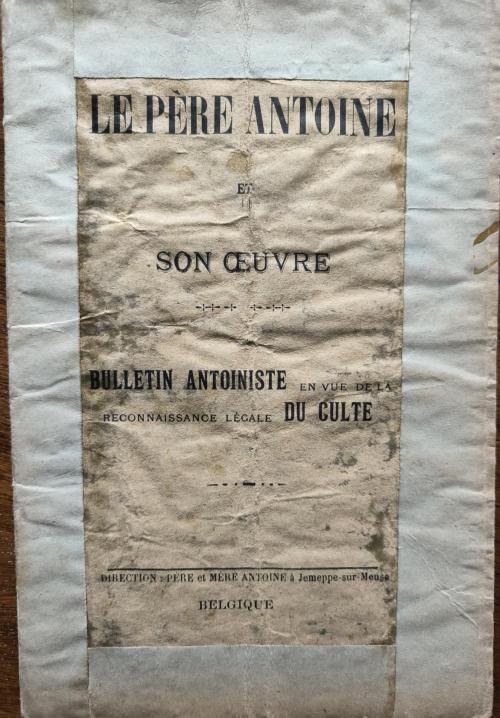 LE PÈRE ANTOINE
ET
SON ŒUVRE
BULLETIN ANTOINISTE EN VUE DE LA
RECONNAISSANCE LÉGALE DU CULTE
DIRECTION : PÈRE et MÈRE ANTOINE à Jemeppe-sur-Meuse
BELGIQUE